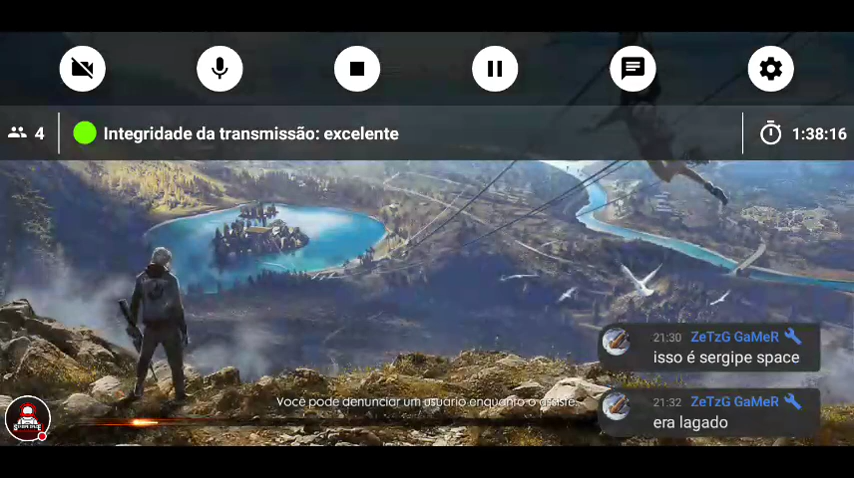 4
Integridade da transmissão: excelente
1:38:16
21:30 ZeTzG GaMeR
isso é sergipe space
Você pode denunciar um usuário enquanto o assiste.
21:32 ZeTzG GaMeR
era lagado